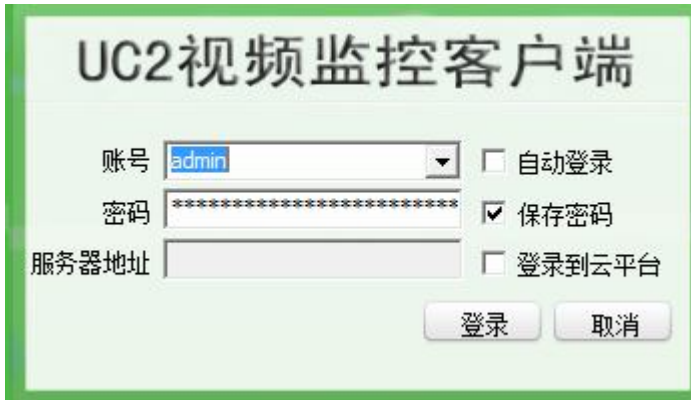 UC2视频监控客户端
账号 admin 自动登录
密码 ************************ 保存密码
服务器地址 登录到云平台
登录 取消